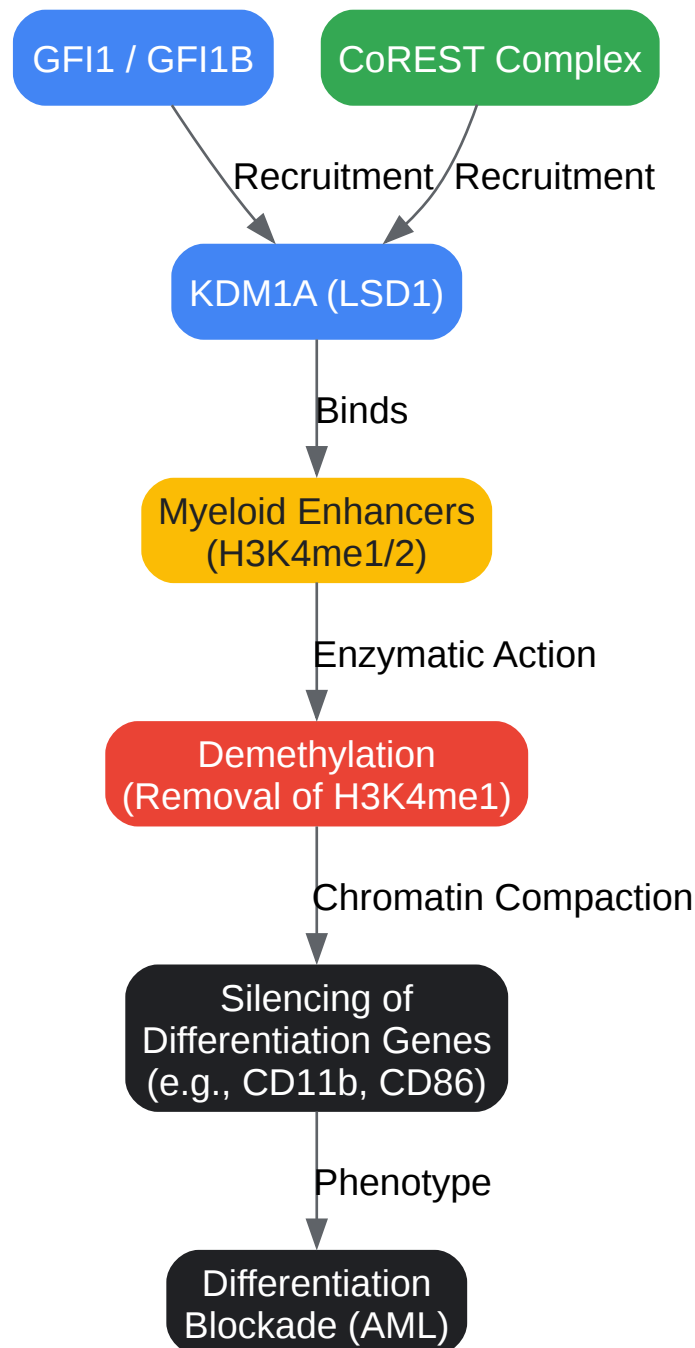 GFI1 / GFI1B
CoREST Complex
Recruitment
Recruitment
KDM1A (LSD1)
Binds
Myeloid Enhancers
(H3K4me1/2)
Enzymatic Action
Demethylation
(Removal of H3K4me1)
Chromatin Compaction
Silencing of
Differentiation Genes
(e.g., CD11b, CD86)
Phenotype
Differentiation
Blockade (AML)